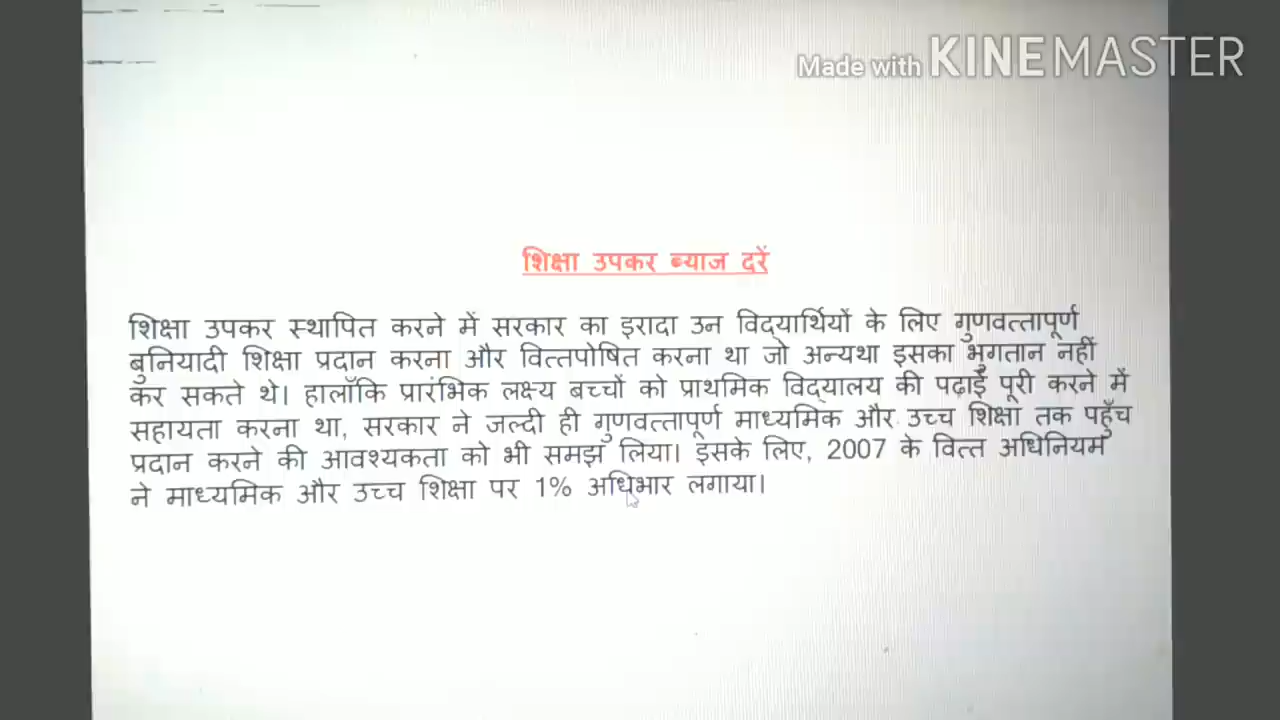 Made with KINEMASTER
शिक्षा उपकर ब्याज दरें
शिक्षा उपकर स्थापित करने में सरकार का इरादा उन विद्यार्थियों के लिए गुणवत्तापूर्ण
बुनियादी शिक्षा प्रदान करना और वित्तपोषित करना था जो अन्यथा इसका भुगतान नहीं
कर सकते थे। हालाँकि प्रारंभिक लक्ष्य बच्चों को प्राथमिक विद्यालय की पढ़ाई पूरी करने में
सहायता करना था, सरकार ने जल्दी ही गुणवत्तापूर्ण माध्यमिक और उच्च शिक्षा तक पहुँच
प्रदान करने की आवश्यकता को भी समझ लिया। इसके लिए, 2007 के वित्त अधिनियम
ने माध्यमिक और उच्च शिक्षा पर 1% अधिभार लगाया।